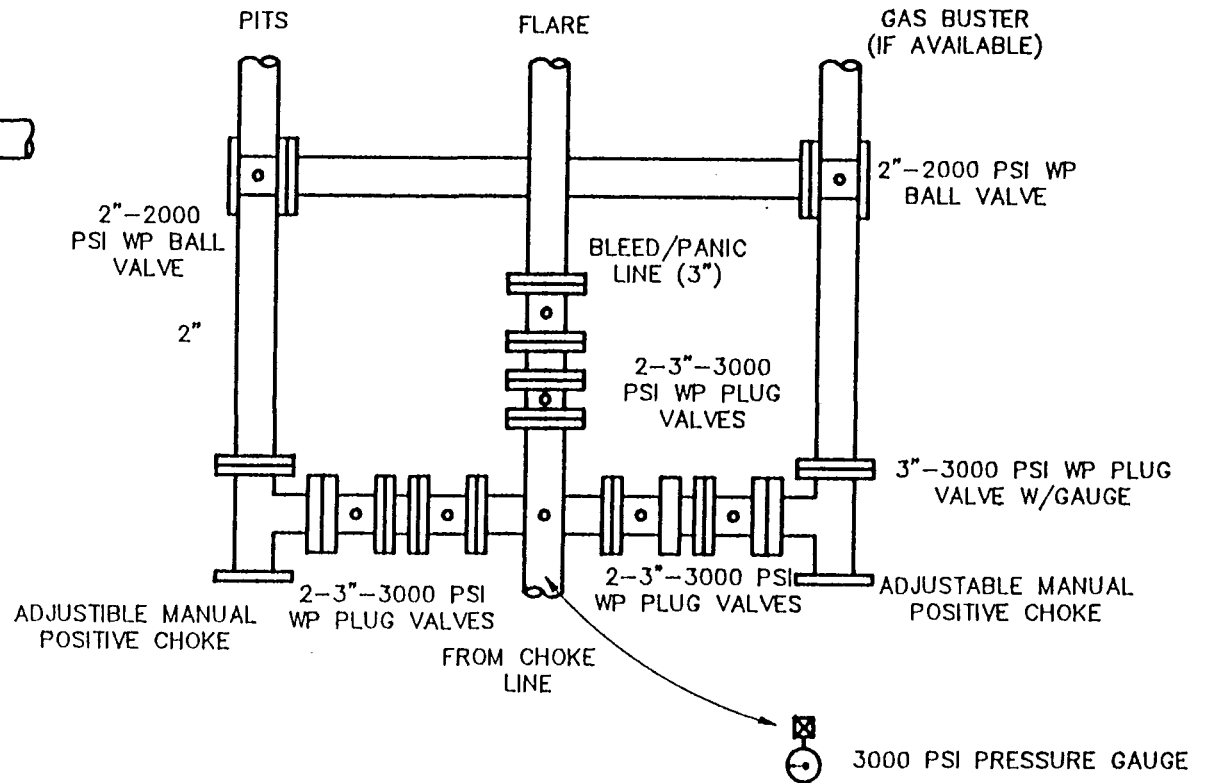 PITS
FLARE
GAS BUSTER
(IF AVAILABLE)
2"-2000
PSI WP BALL
VALVE
2"-2000 PSI WP
BALL VALVE
BLEED/PANIC
LINE (3")
2"
2-3"-3000
PSI WP PLUG
VALVES
3"-3000 PSI WP PLUG
VALVE W/GAUGE
ADJUSTIBLE MANUAL
POSITIVE CHOKE
2-3"-3000 PSI
WP PLUG VALVES
2-3"-3000 PSI
WP PLUG VALVES
ADJUSTABLE MANUAL
POSITIVE CHOKE
FROM CHOKE
LINE
3000 PSI PRESSURE GAUGE